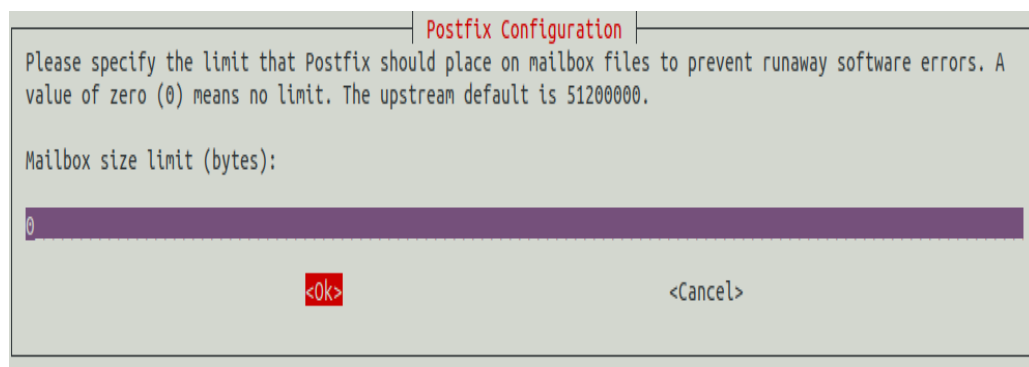 Postfix Configuration
Please specify the limit that Postfix should place on mailbox files to prevent runaway software errors. A
value of zero (0) means no limit. The upstream default is 51200000.
Mailbox size limit (bytes):
0
<Ok> <Cancel>